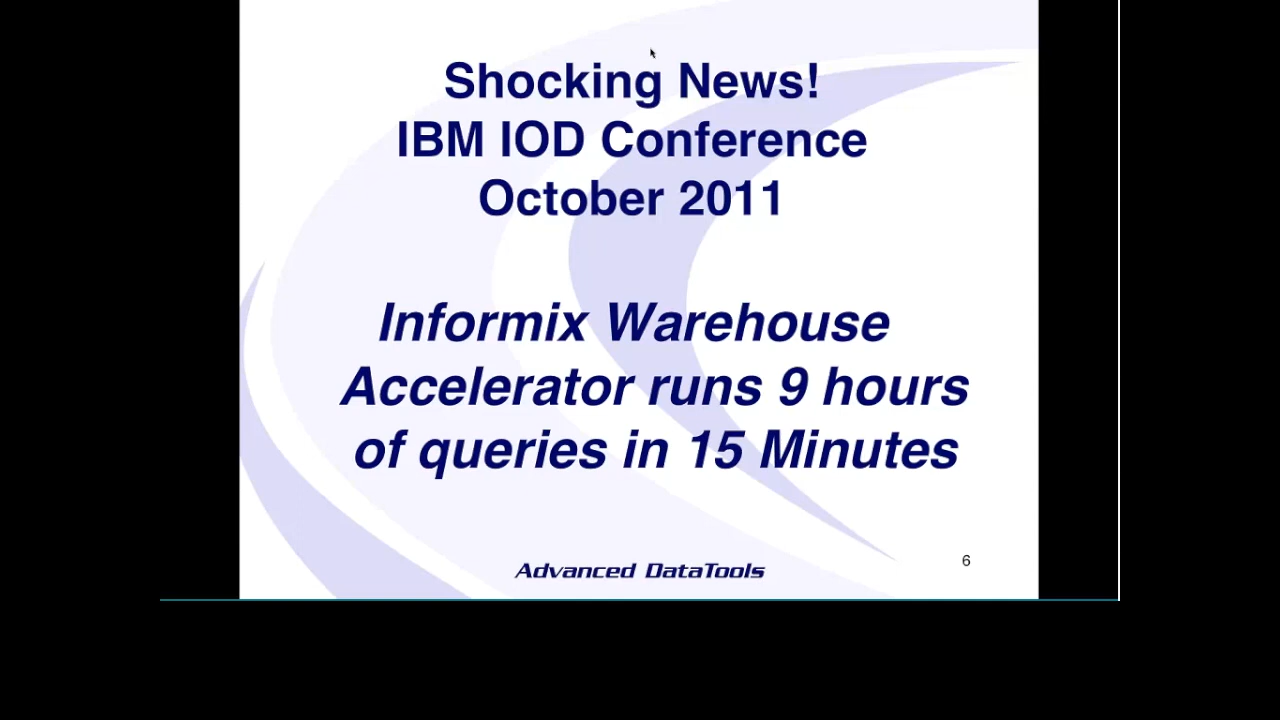 Shocking News!
IBM IOD Conference
October 2011
Informix Warehouse
Accelerator runs 9 hours
of queries in 15 Minutes
Advanced DataTools
6